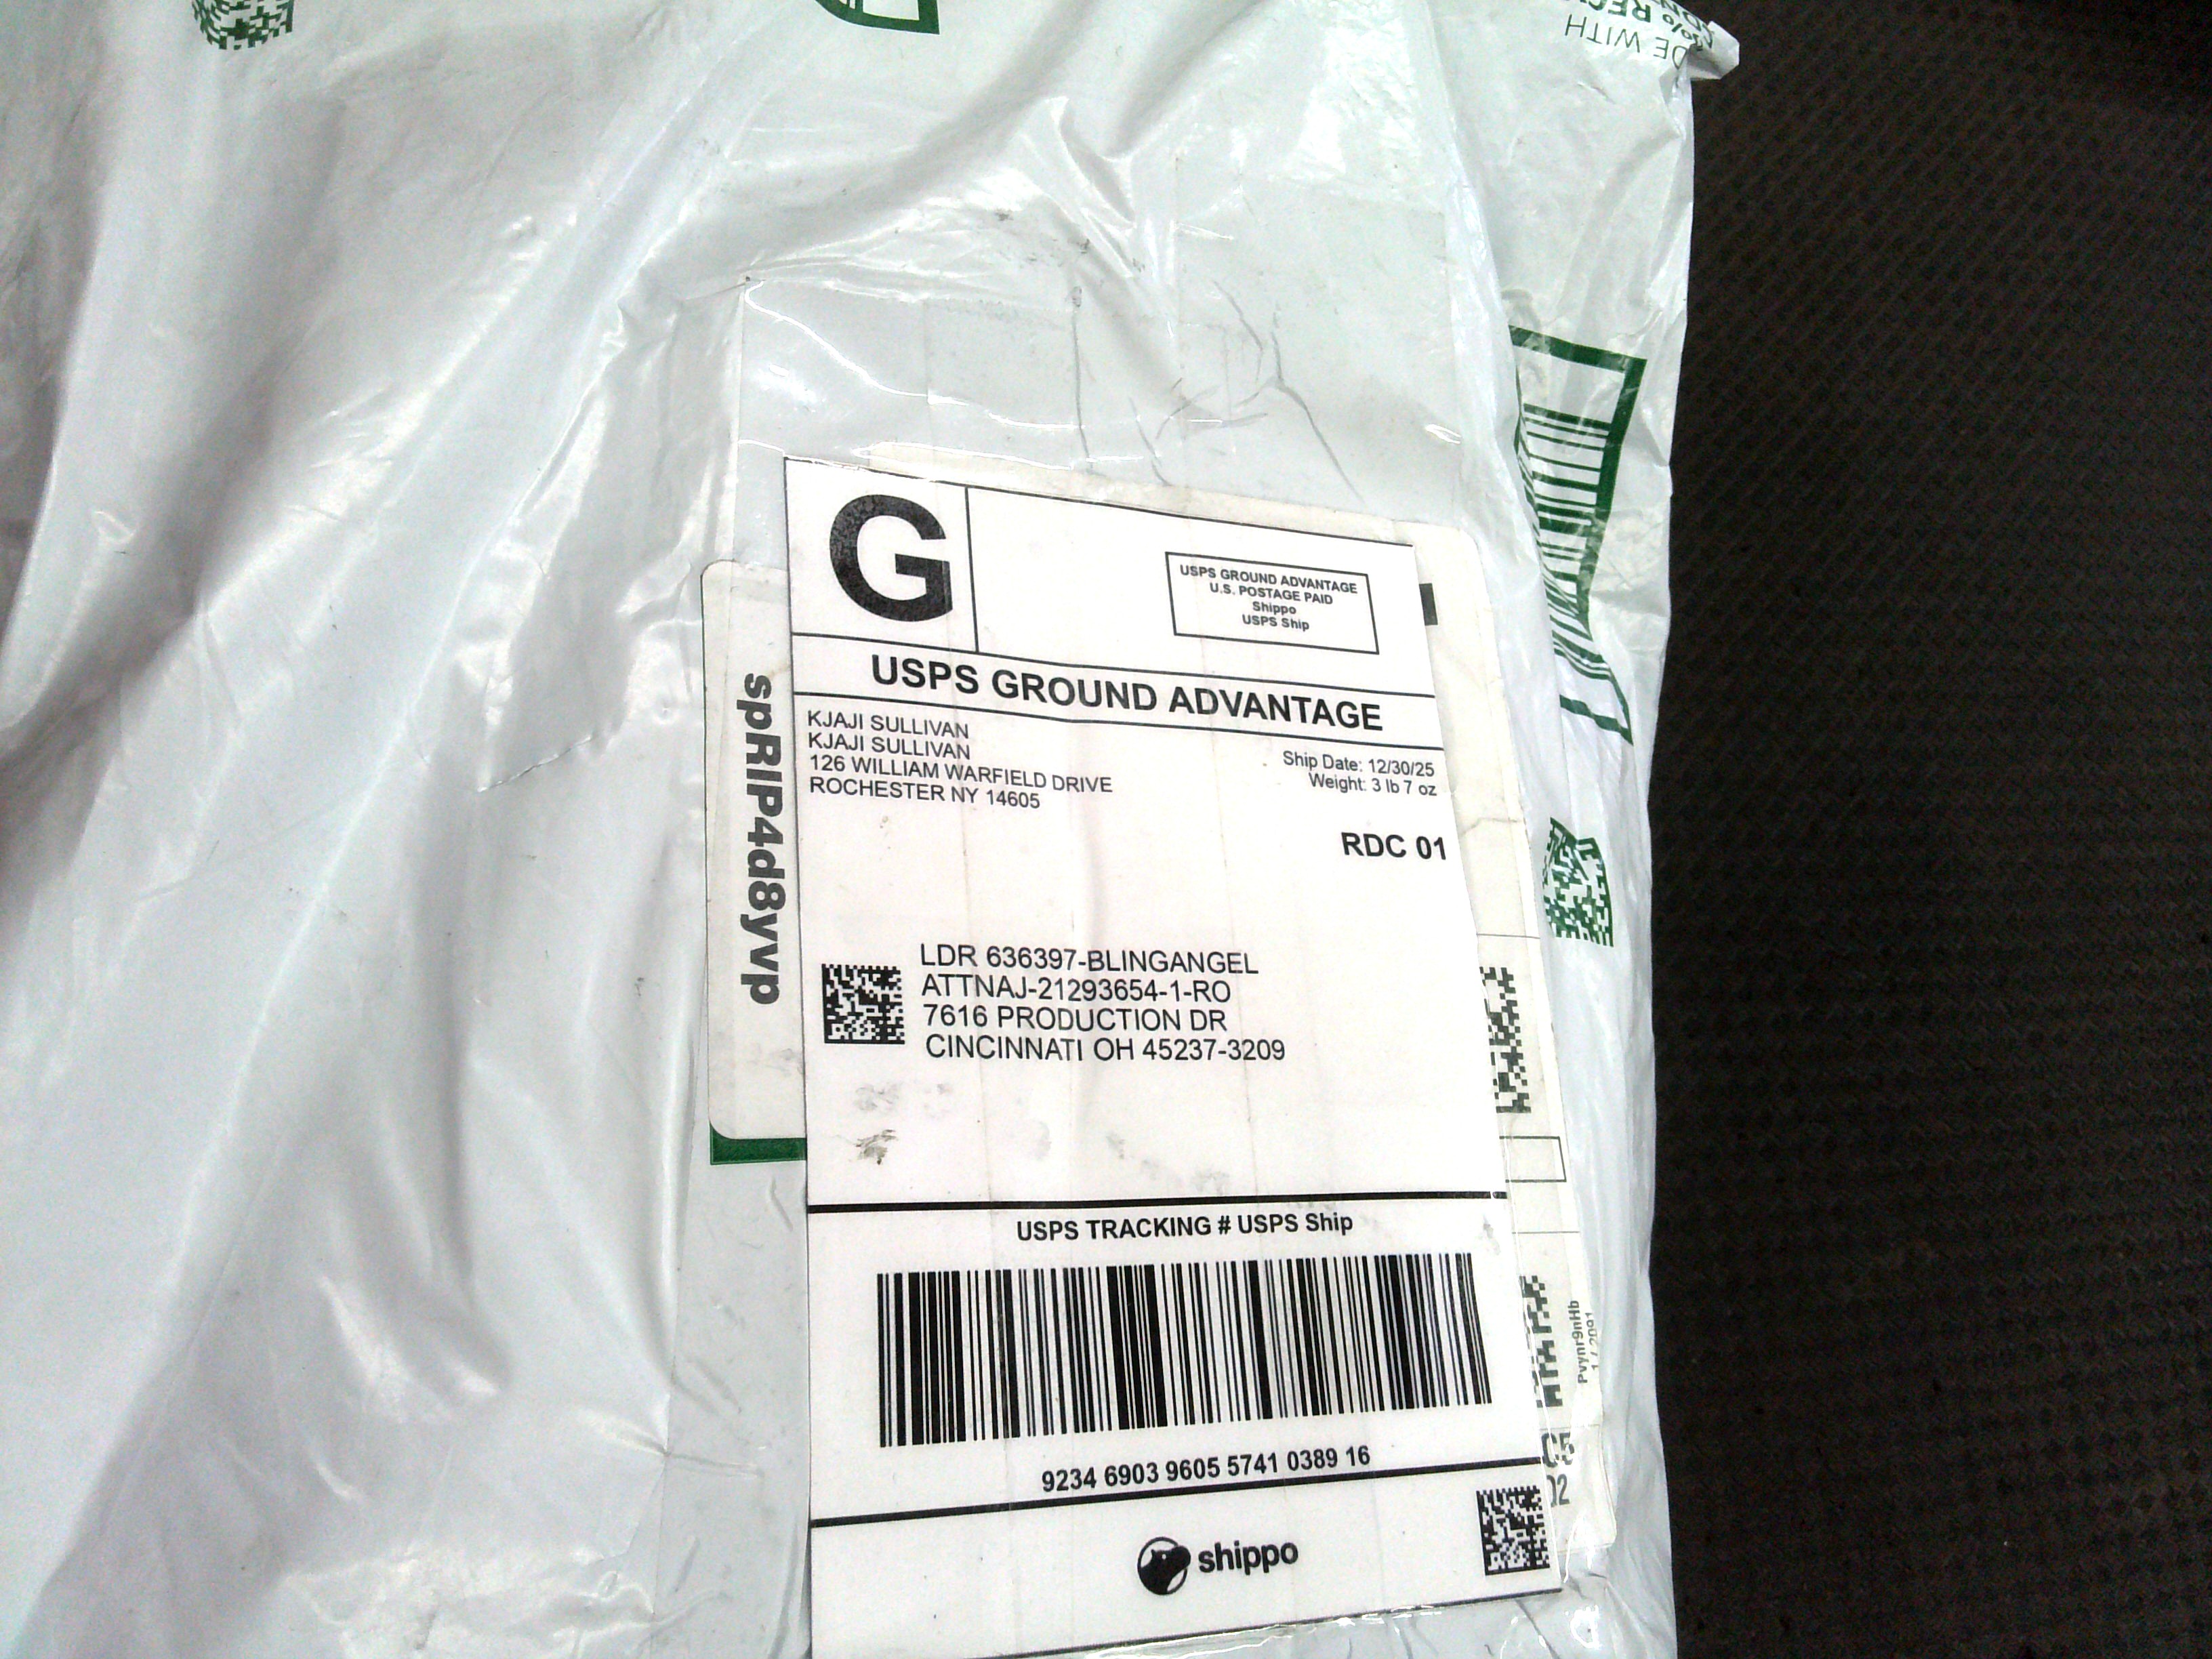 DE WITH
G
USPS GROUND ADVANTAGE
U.S. POSTAGE PAID
Shippo
USPS Ship
USPS GROUND ADVANTAGE
KJAJI SULLIVAN
KJAJI SULLIVAN
126 WILLIAM WARFIELD DRIVE
ROCHESTER NY 14605
Ship Date: 12/30/25
Weight: 3 lb 7 oz
RDC 01
spRIP4d8yvp
LDR 636397-BLINGANGEL
ATTNAJ-21293654-1-RO
7616 PRODUCTION DR
CINCINNATI OH 45237-3209
USPS TRACKING # USPS Ship
9234 6903 9605 5741 0389 16
shippo